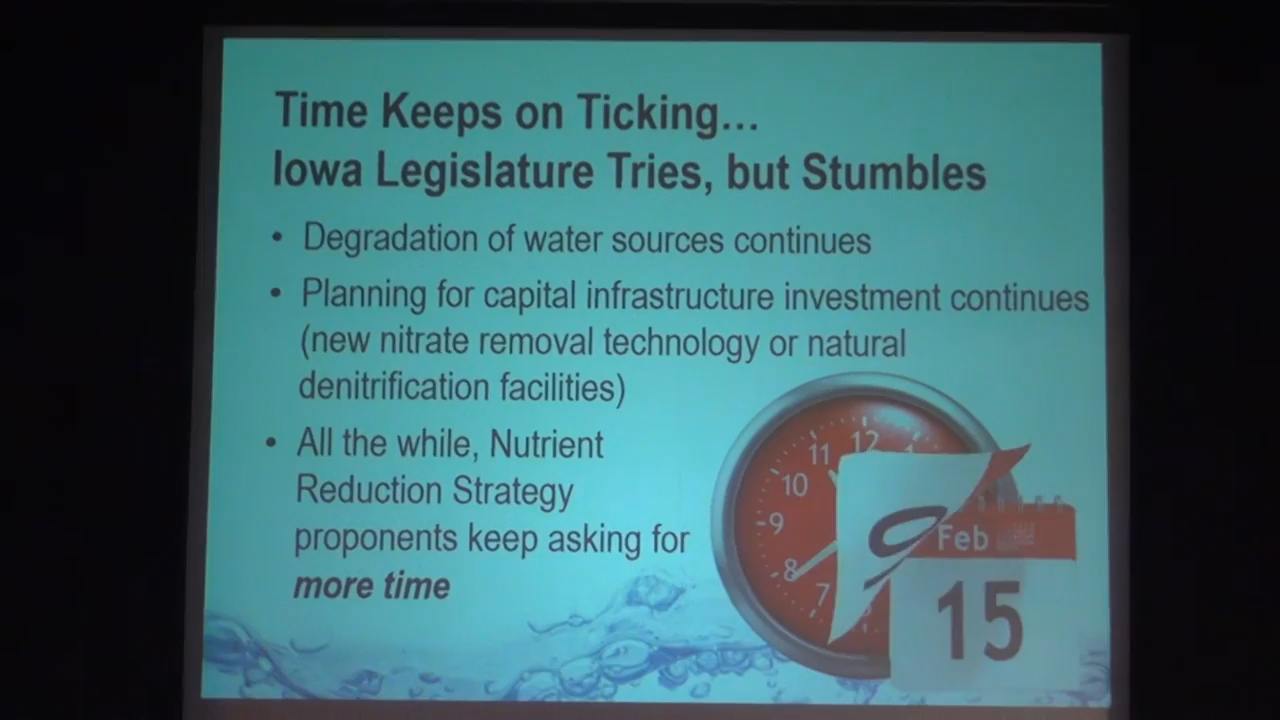 Time Keeps on Ticking...
Iowa Legislature Tries, but Stumbles
• Degradation of water sources continues
• Planning for capital infrastructure investment continues
(new nitrate removal technology or natural
denitrification facilities)
• All the while, Nutrient
Reduction Strategy
proponents keep asking for
more time
12
11
10
9
8
7
9
Feb
15